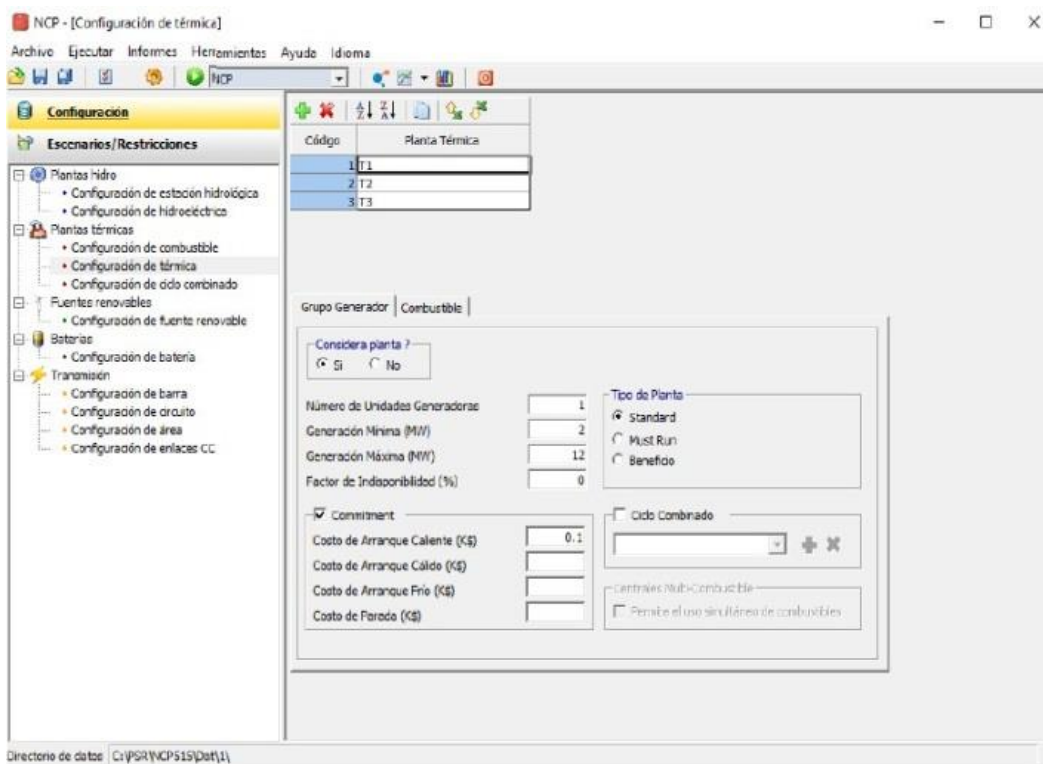 NCP - [Configuración de térmica]
Archivo Ejecutar Informes Herramientas Ayuda Idioma
NCP
Configuración
Escenarios/Restricciones
Plantas hidro
Configuración de estación hidrológica
Configuración de hidroeléctrica
Plantas térmicas
Configuración de combustible
Configuración de térmica
Configuración de ciclo combinado
Fuentes renovables
Configuración de fuente renovable
Baterías
Configuración de batería
Transmisión
Configuración de barra
Configuración de circuito
Configuración de área
Configuración de enlaces CC
Código Planta Térmica
1 T1
2 T2
3 T3
Grupo Generador Combustible
Considera planta ?
Si No
Número de Unidades Generadoras 1
Generación Mínima (MW) 2
Generación Máxima (MW) 12
Factor de Indisponibilidad (%) 0
Tipo de Planta
Standard
Must Run
Beneficio
Commitment
Costo de Arranque Caliente (K$) 0.1
Costo de Arranque Cálido (K$)
Costo de Arranque Frío (K$)
Costo de Parada (K$)
Ciclo Combinado
Centrales Multi-Combustible
Permite el uso simultáneo de combustibles
Directorio de datos C:\PSR\NCP515\Dat\1\